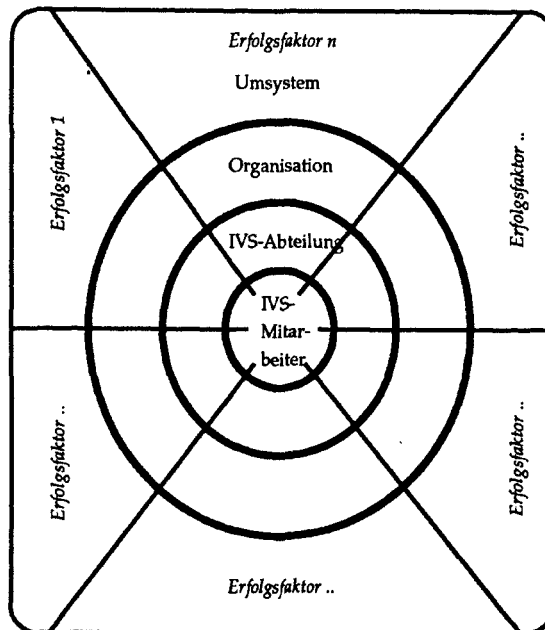 Erfolgsfaktor n
Umsystem
Erfolgsfaktor 1
Erfolgsfaktor ..
Organisation
IVS-Abteilung
IVS-
Mitar-
beiter
Erfolgsfaktor ..
Erfolgsfaktor ..
Erfolgsfaktor ..